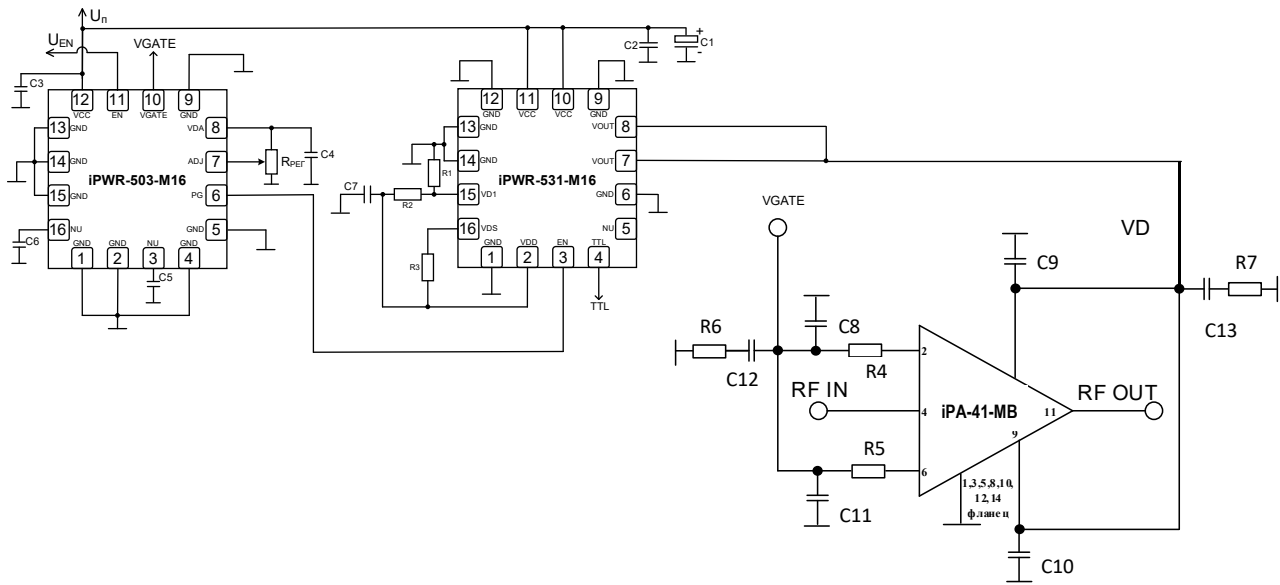 Uп
UEN
VGATE
C3
12
11
10
9
VCC
EN
VGATE
GND
13
GND
VDA
8
14
GND
ADJ
7
RРЕГ
C4
iPWR-503-M16
15
GND
PG
6
16
NU
GND
5
C6
GND
GND
NU
GND
1
2
3
4
C5
C2
+
C1
-
12
11
10
9
GND
VCC
VCC
GND
13
GND
VOUT
8
14
GND
VOUT
7
R1
iPWR-531-M16
C7
R2
15
VD1
GND
6
16
VDS
NU
5
R3
GND
VDD
EN
TTL
1
2
3
4
TTL
VGATE
VD
C9
R7
C13
R6
C12
C8
R4
2
RF IN
4
iPA-41-MB
11
RF OUT
9
R5
6
1,3,5,8,10,
12,14
фланец
C11
C10